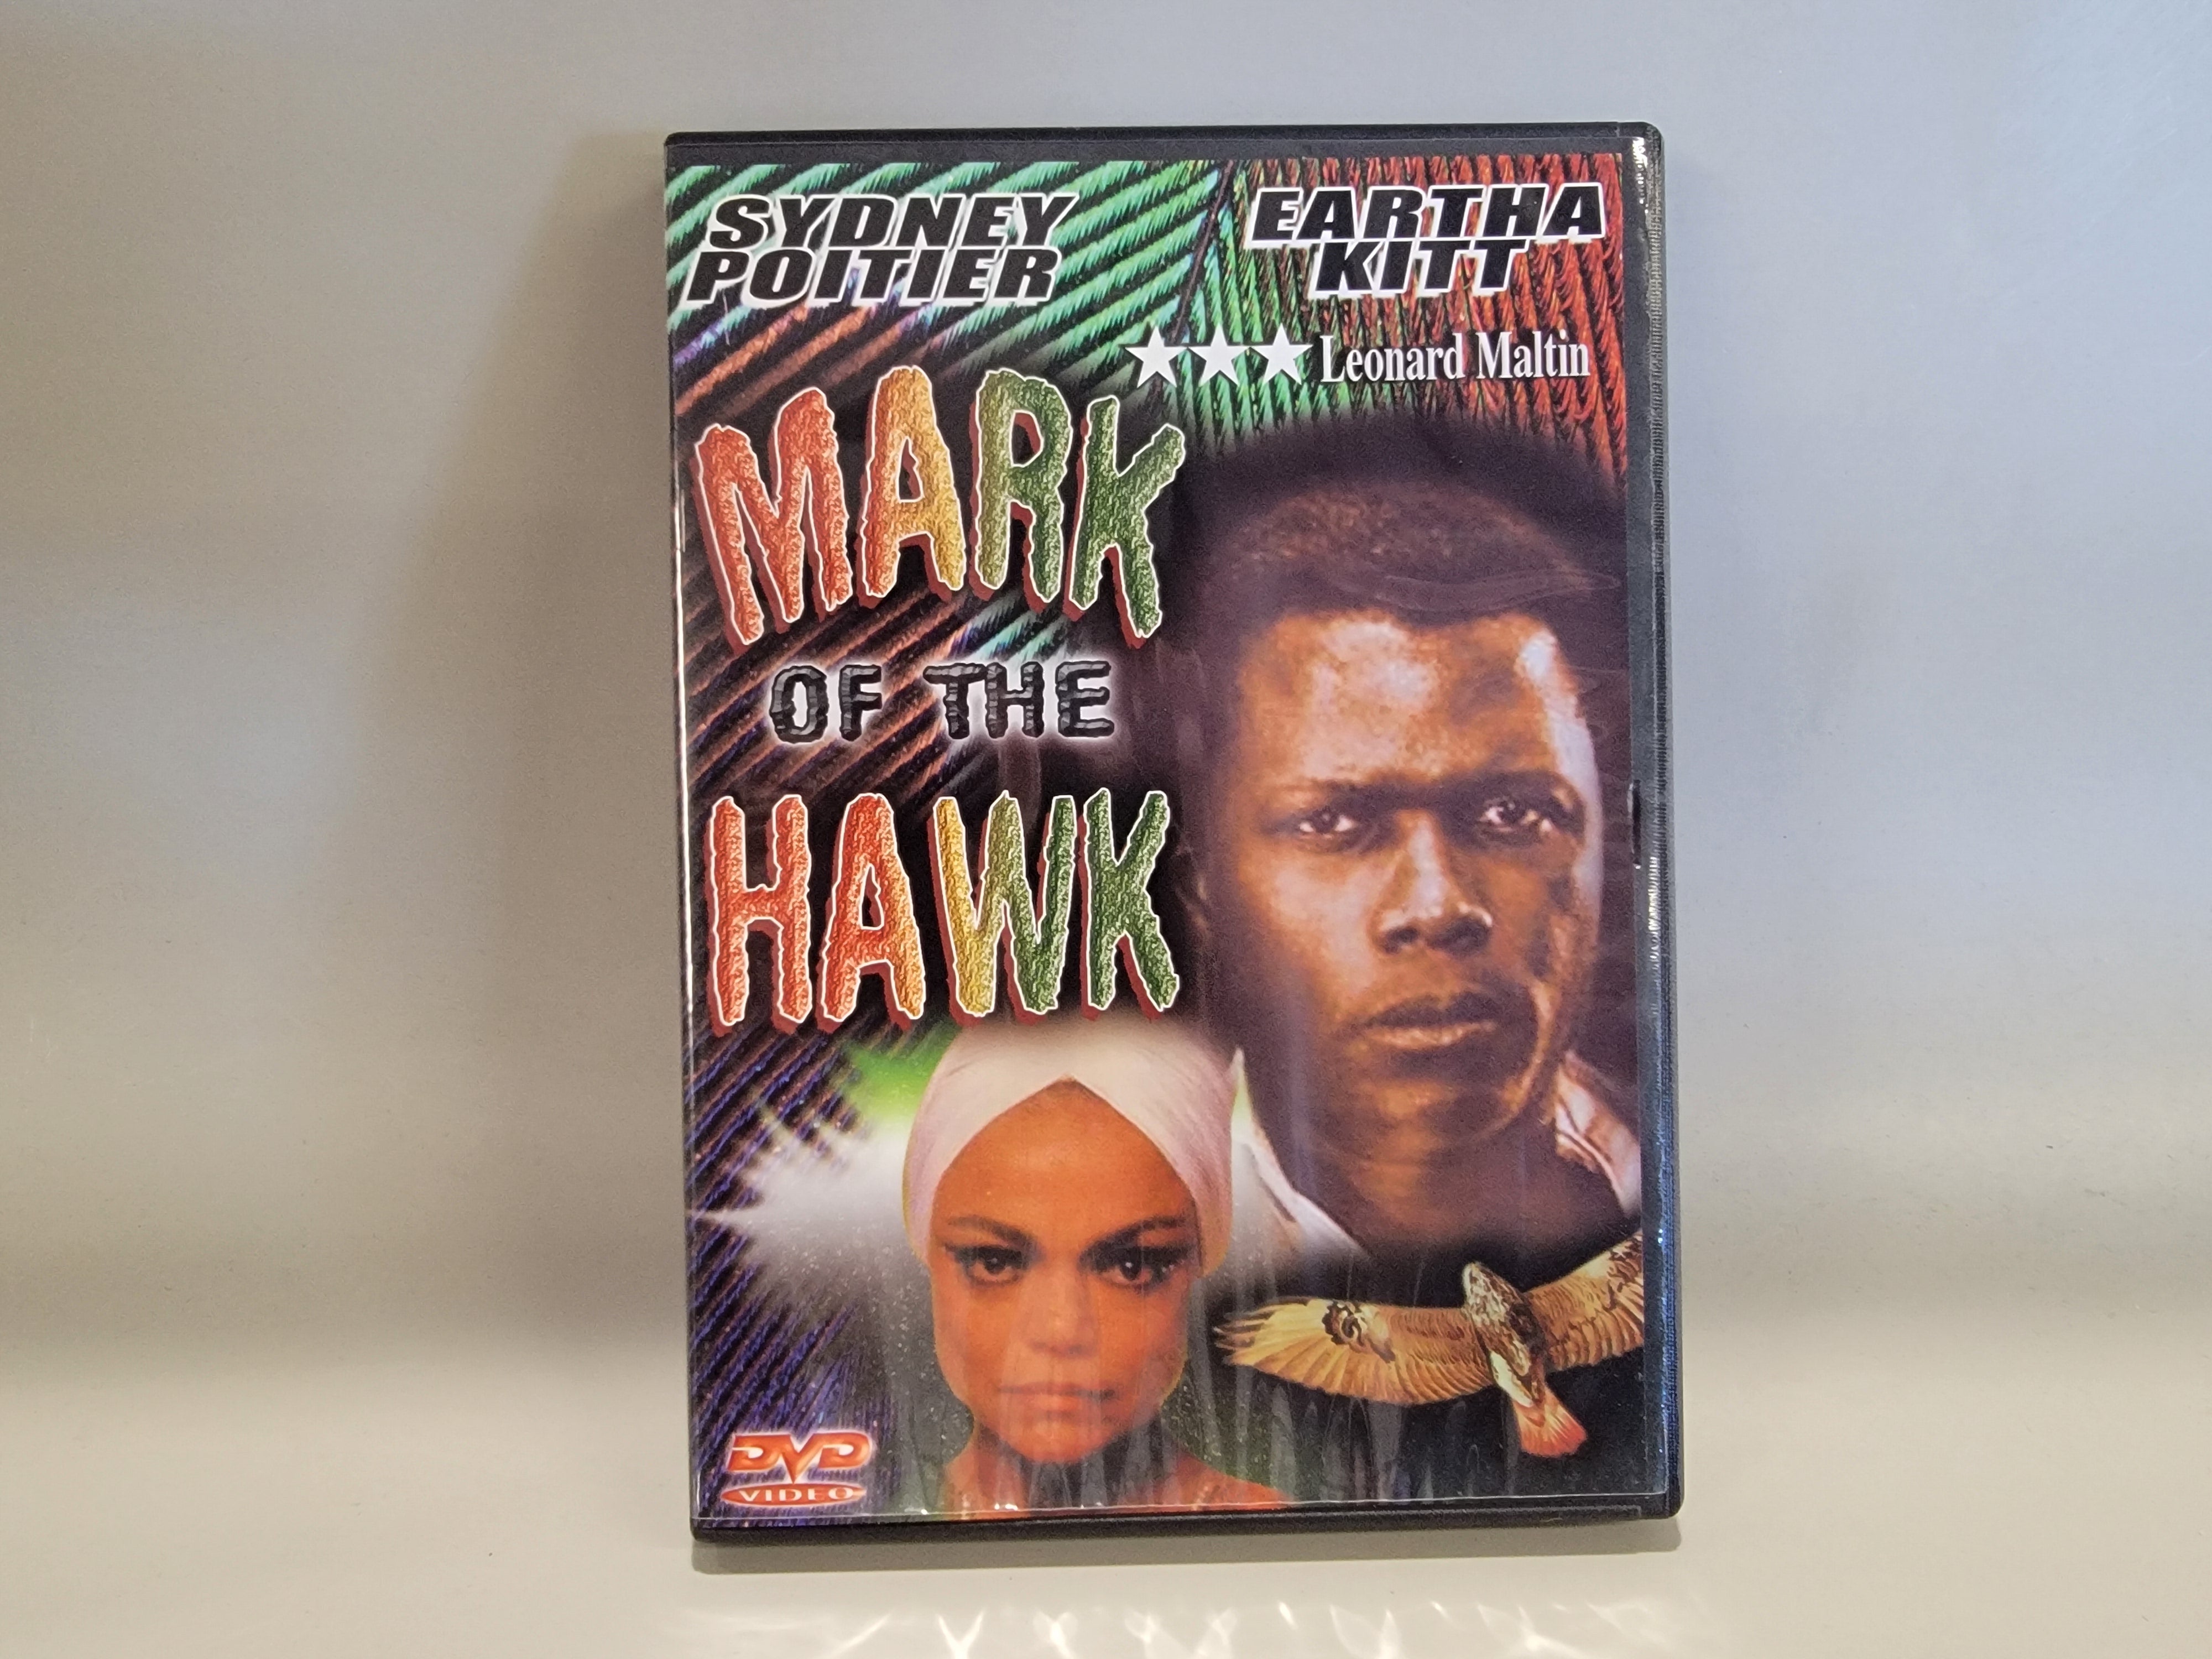 SYDNEY
POITIER
EARTHA
KITT
★★★ Leonard Maltin
MARK
OF THE
HAWK
DVD
VIDEO